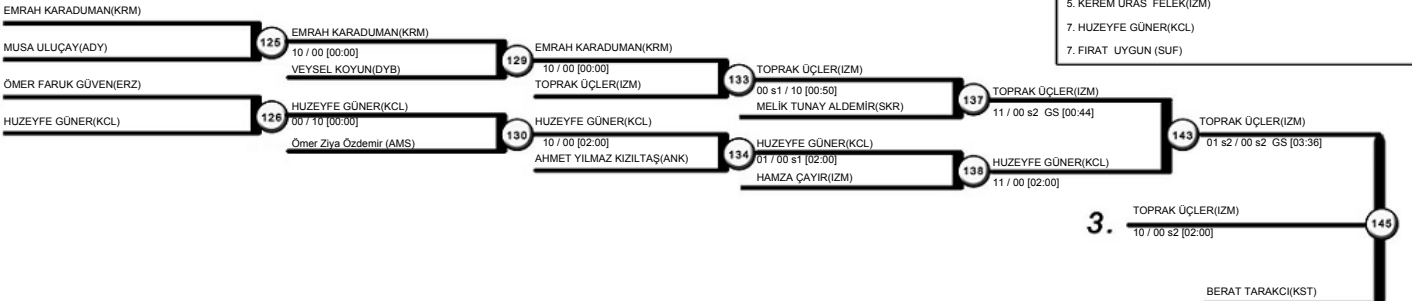 5. KEREM URAS FELEK(IZM)
7. HUZEYFE GÜNER(KCL)
7. FIRAT UYGUN (SUF)
EMRAH KARADUMAN(KRM)
MUSA ULUÇAY(ADY)
ÖMER FARUK GÜVEN(ERZ)
HUZEYFE GÜNER(KCL)
125
126
EMRAH KARADUMAN(KRM)
10 / 00 [00:00]
VEYSEL KOYUN(DYB)
HUZEYFE GÜNER(KCL)
00 / 10 [00:00]
Ömer Ziya Özdemir (AMS)
129
130
EMRAH KARADUMAN(KRM)
10 / 00 [00:00]
TOPRAK ÜÇLER(IZM)
HUZEYFE GÜNER(KCL)
10 / 00 [02:00]
AHMET YILMAZ KIZILTAŞ(ANK)
133
134
TOPRAK ÜÇLER(IZM)
00 s1 / 10 [00:50]
MELİK TUNAY ALDEMİR(SKR)
HUZEYFE GÜNER(KCL)
01 / 00 s1 [02:00]
HAMZA ÇAYIR(IZM)
137
138
TOPRAK ÜÇLER(IZM)
11 / 00 s2 GS [00:44]
HUZEYFE GÜNER(KCL)
11 / 00 [02:00]
143
TOPRAK ÜÇLER(IZM)
01 s2 / 00 s2 GS [03:36]
3.
TOPRAK ÜÇLER(IZM)
10 / 00 s2 [02:00]
145
BERAT TARAKCI(KST)